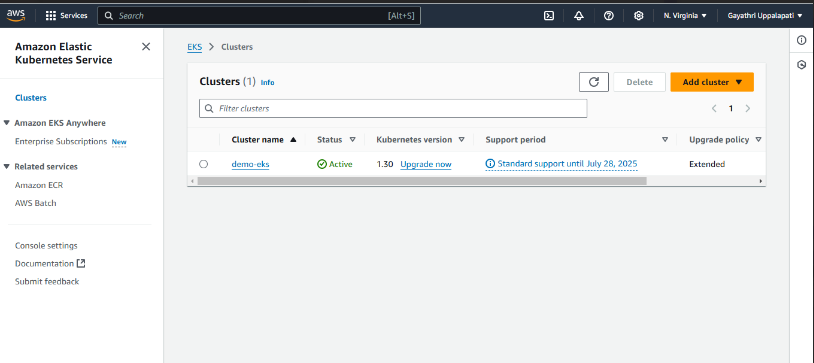 aws Services Search [Alt+S] N. Virginia Gayathri Uppalapati
Amazon Elastic
Kubernetes Service
Clusters
Amazon EKS Anywhere
Enterprise Subscriptions New
Related services
Amazon ECR
AWS Batch
Console settings
Documentation
Submit feedback
EKS > Clusters
Clusters (1) Info
Delete
Add cluster
Filter clusters
1
Cluster name Status Kubernetes version Support period Upgrade policy
demo-eks Active 1.30 Upgrade now Standard support until July 28, 2025 Extended